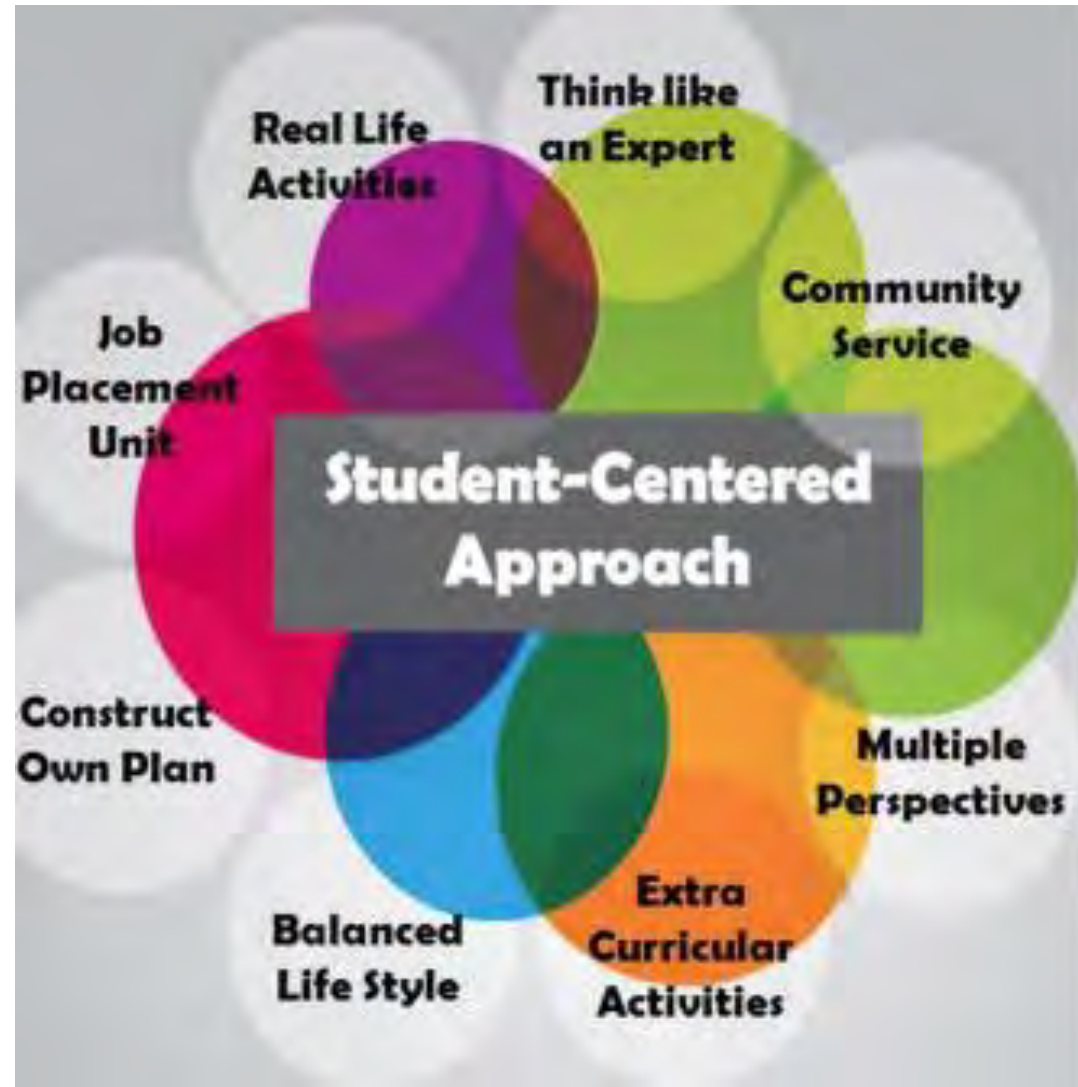 Think like
an Expert
Real Life
Activities
Community
Service
Job
Placement
Unit
Student-Centered
Approach
Construct
Own Plan
Multiple
Perspectives
Balanced
Life Style
Extra
Curricular
Activities